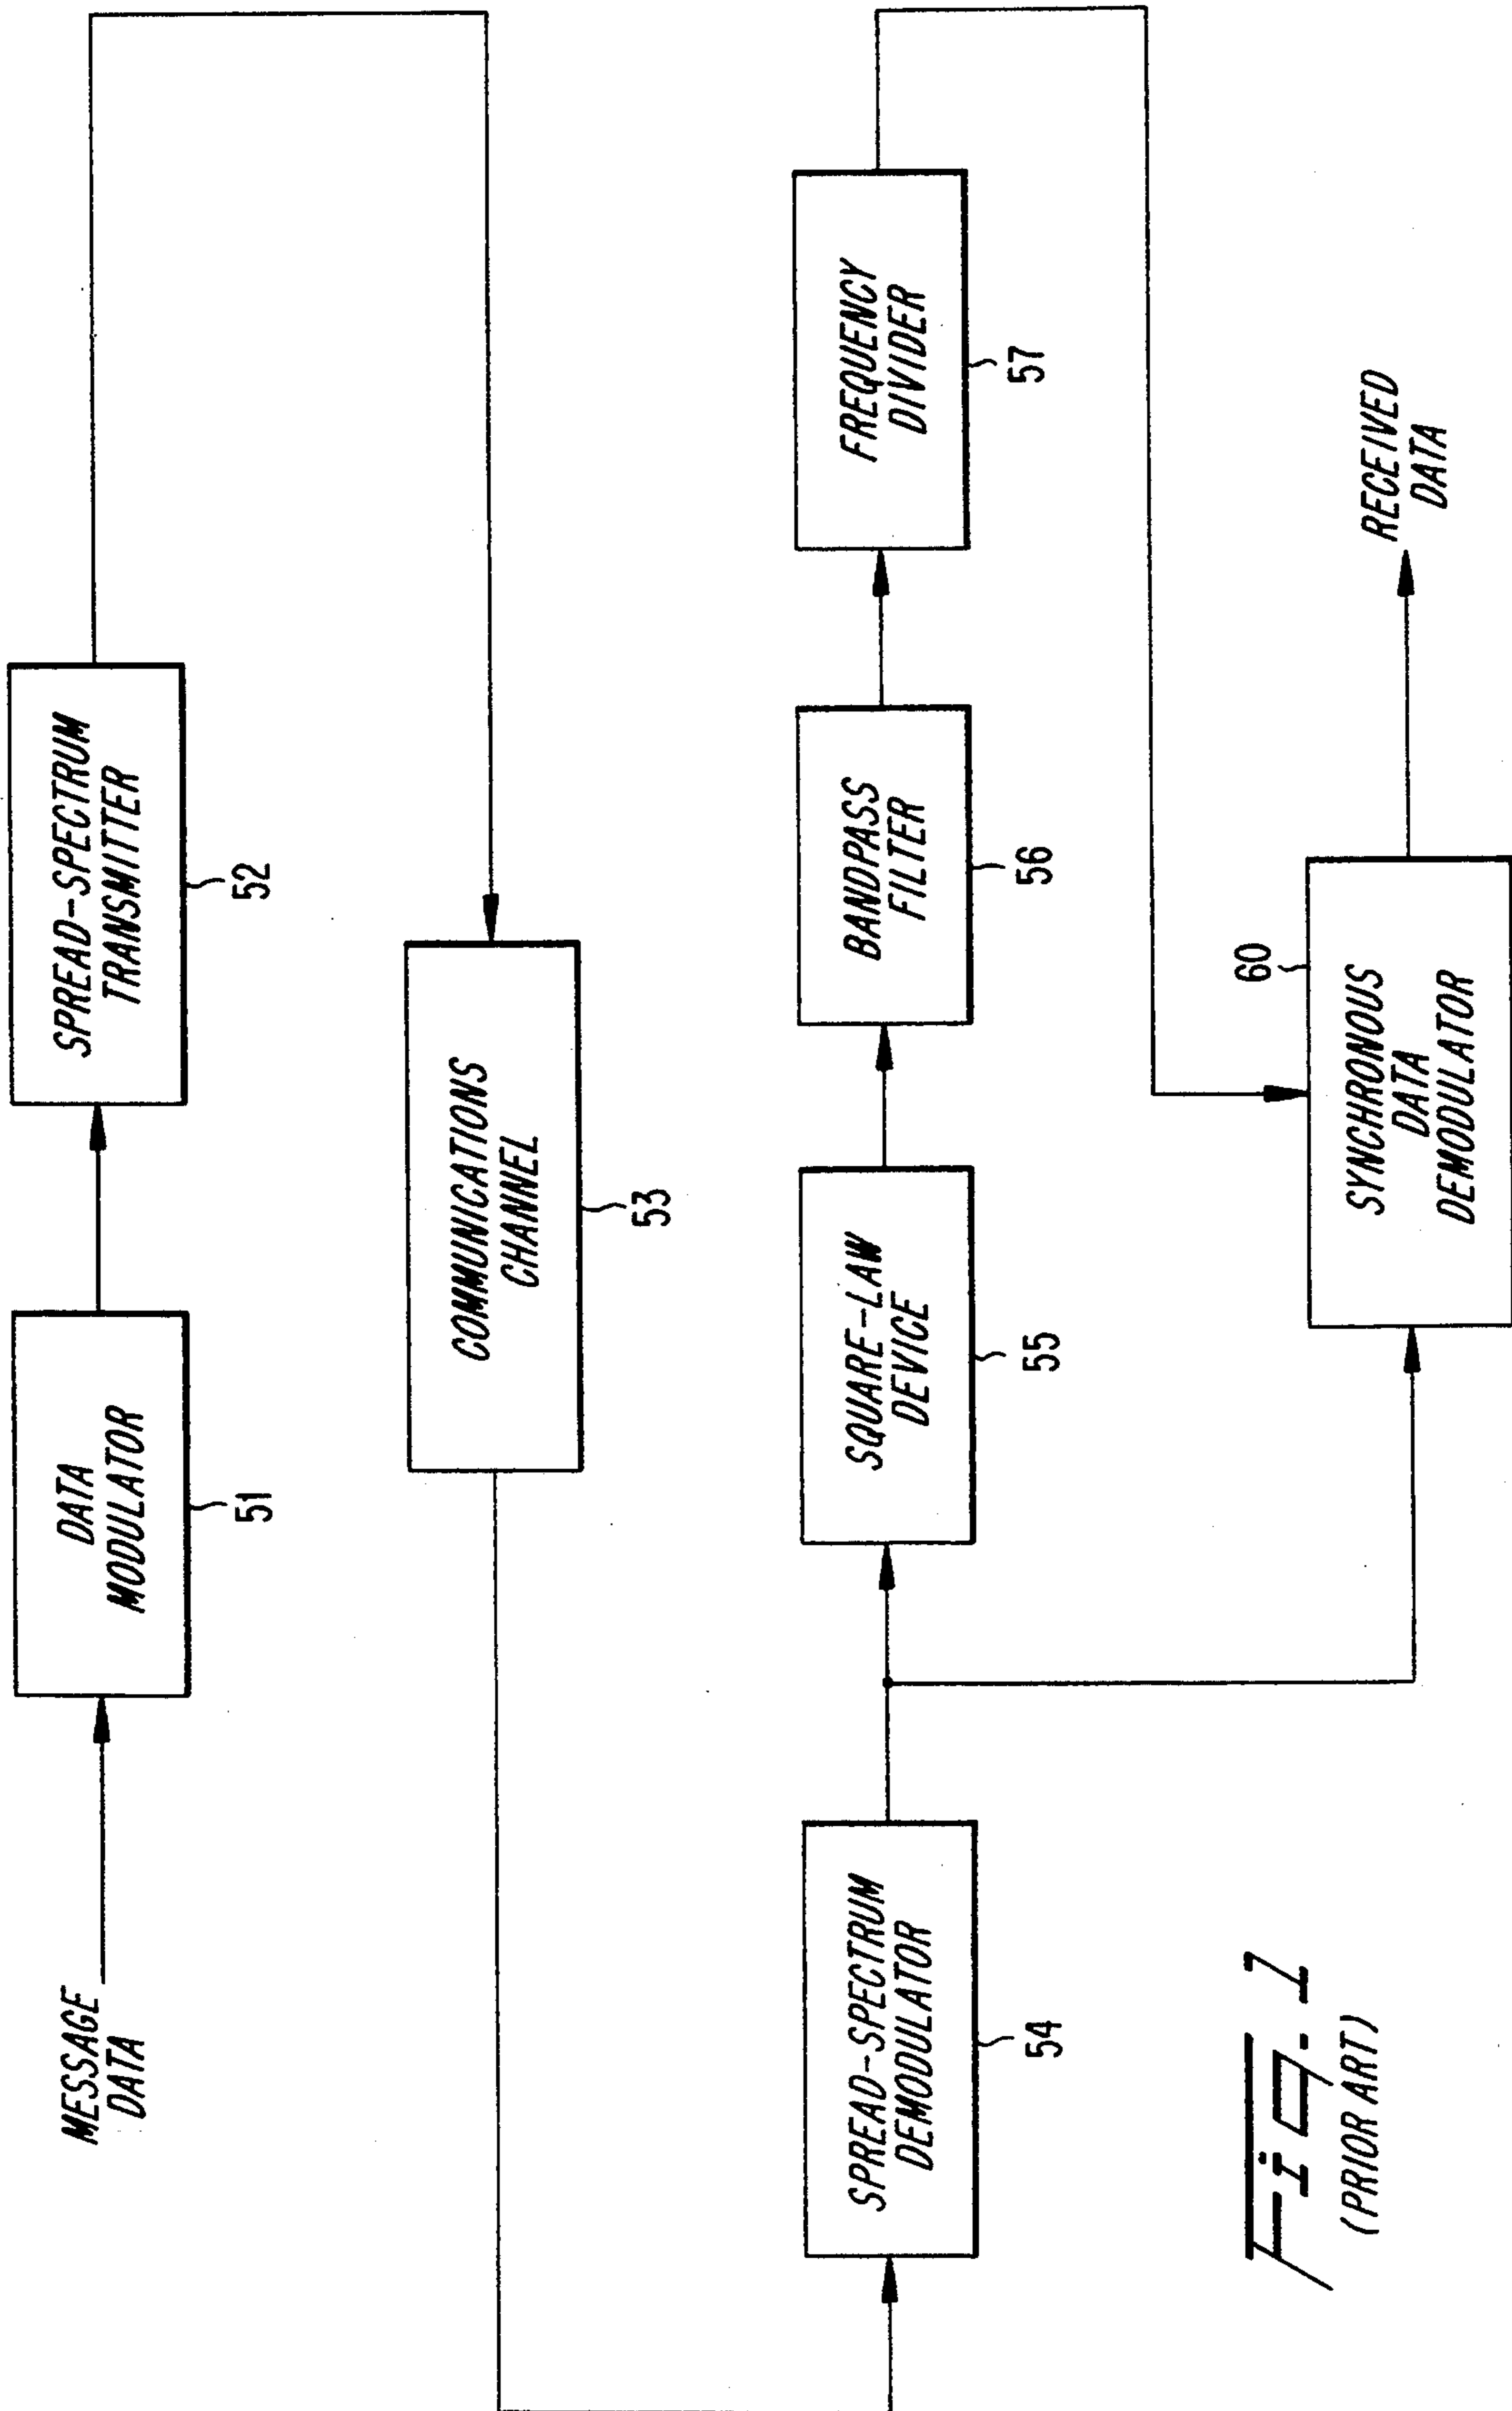 MESSAGE
DATA
DATA
MODULATOR
51
SPREAD-SPECTRUM
TRANSMITTER
52
COMMUNICATIONS
CHANNEL
53
SPREAD-SPECTRUM
DEMODULATOR
54
SQUARE-LAW
DEVICE
55
BANDPASS
FILTER
56
FREQUENCY
DIVIDER
57
60
SYNCHRONOUS
DATA
DEMODULATOR
RECEIVED
DATA
Fig. 1
(PRIOR ART)